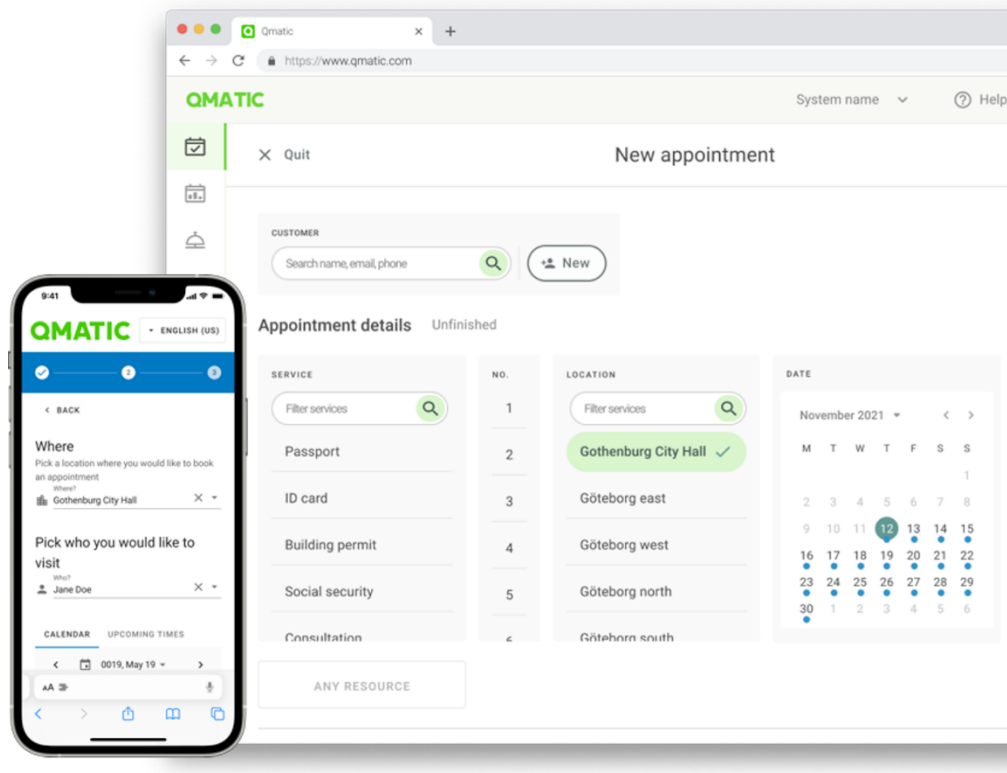 Qmatic
https://www.qmatic.com
QMATIC
System name
Help
Quit
New appointment
CUSTOMER
Search name, email, phone
New
Appointment details Unfinished
SERVICE
Filter services
Passport
ID card
Building permit
Social security
Consultation
NO.
1
2
3
4
5
6
LOCATION
Filter services
Gothenburg City Hall
Göteborg east
Göteborg west
Göteborg north
Göteborg south
DATE
November 2021
M T W T F S S
1
2 3 4 5 6 7 8
9 10 11 12 13 14 15
16 17 18 19 20 21 22
23 24 25 26 27 28 29
30 1 2 3 4 5 6
ANY RESOURCE
9:41
QMATIC
ENGLISH (US)
2 3
BACK
Where
Pick a location where you would like to book
an appointment
Where?
Gothenburg City Hall
Pick who you would like to
visit
Who?
Jane Doe
CALENDAR UPCOMING TIMES
0019, May 19
AA